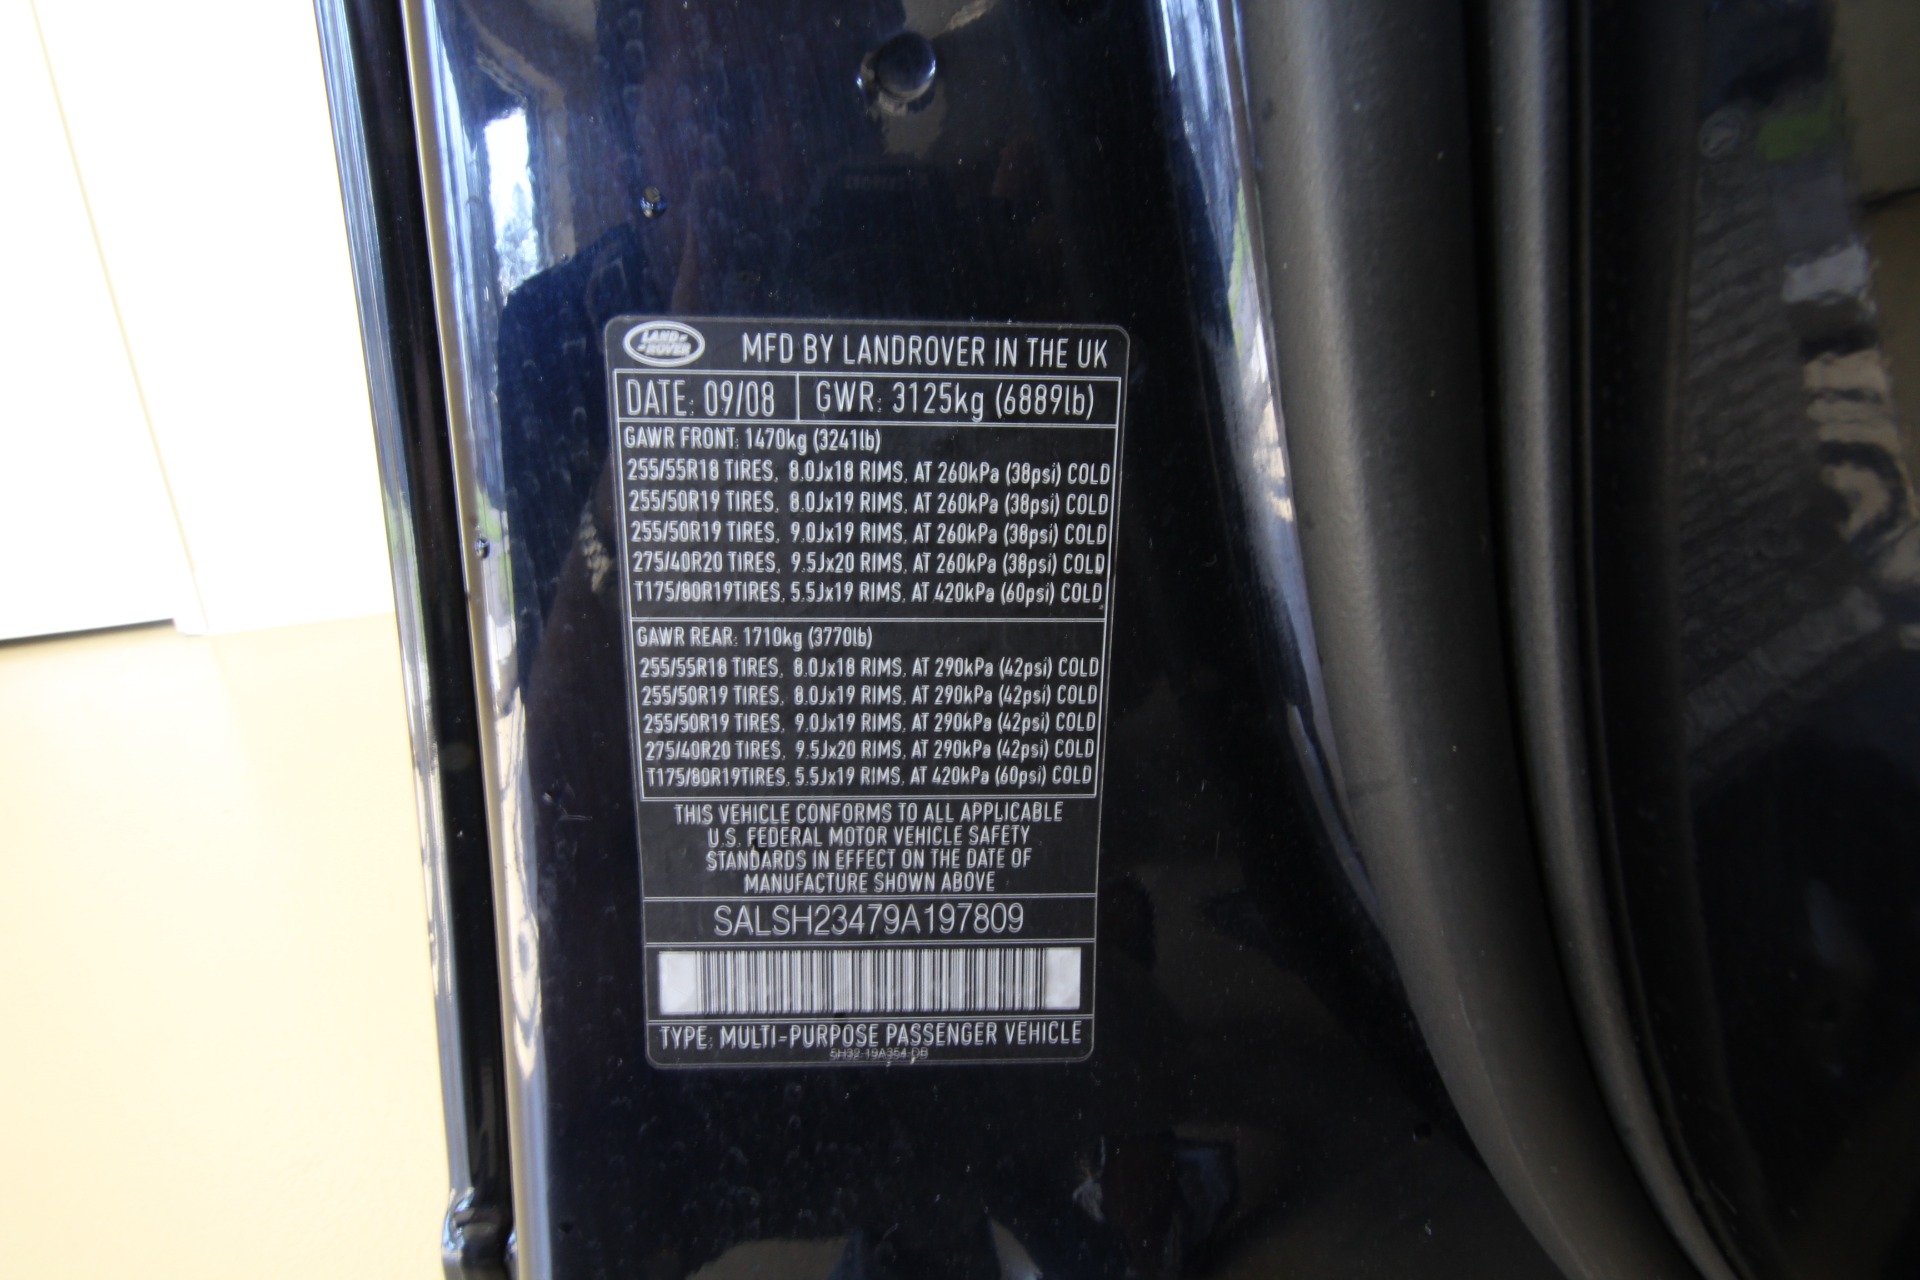 LAND-
-ROVER
MFD BY LANDROVER IN THE UK
DATE: 09/08 GWR: 3125kg (6889lb)
GAWR FRONT: 1470kg (3241lb)
255/55R18 TIRES, 8.0Jx18 RIMS, AT 260kPa (38psi) COLD
255/50R19 TIRES, 8.0Jx19 RIMS, AT 260kPa (38psi) COLD
255/50R19 TIRES, 9.0Jx19 RIMS, AT 260kPa (38psi) COLD
275/40R20 TIRES, 9.5Jx20 RIMS, AT 260kPa (38psi) COLD
T175/80R19TIRES, 5.5Jx19 RIMS, AT 420kPa (60psi) COLD
GAWR REAR: 1710kg (3770lb)
255/55R18 TIRES, 8.0Jx18 RIMS, AT 290kPa (42psi) COLD
255/50R19 TIRES, 8.0Jx19 RIMS, AT 290kPa (42psi) COLD
255/50R19 TIRES, 9.0Jx19 RIMS, AT 290kPa (42psi) COLD
275/40R20 TIRES, 9.5Jx20 RIMS, AT 290kPa (42psi) COLD
T175/80R19TIRES, 5.5Jx19 RIMS, AT 420kPa (60psi) COLD
THIS VEHICLE CONFORMS TO ALL APPLICABLE
U.S. FEDERAL MOTOR VEHICLE SAFETY
STANDARDS IN EFFECT ON THE DATE OF
MANUFACTURE SHOWN ABOVE
SALSH23479A197809
TYPE: MULTI-PURPOSE PASSENGER VEHICLE
5H32-19A354-DB